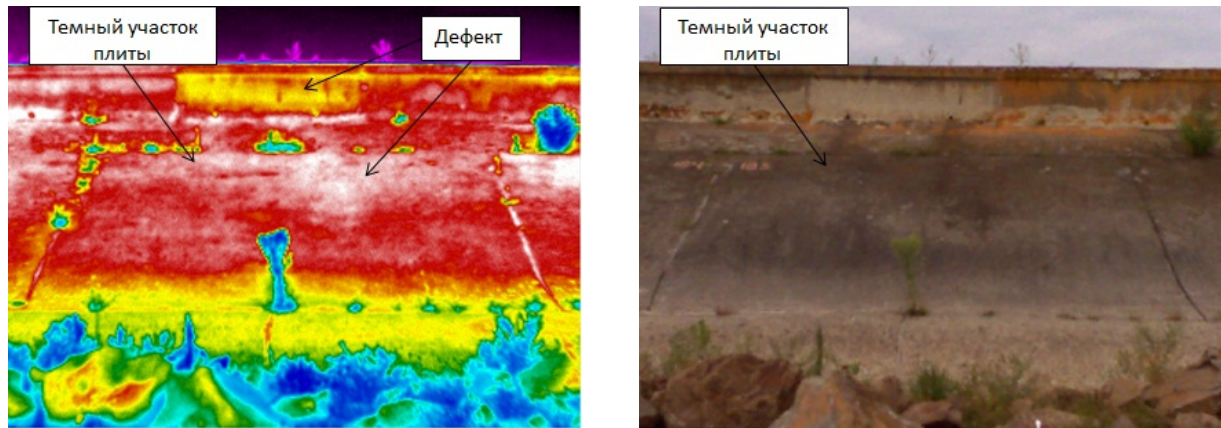 Темный участок
плиты
Дефект
Темный участок
плиты